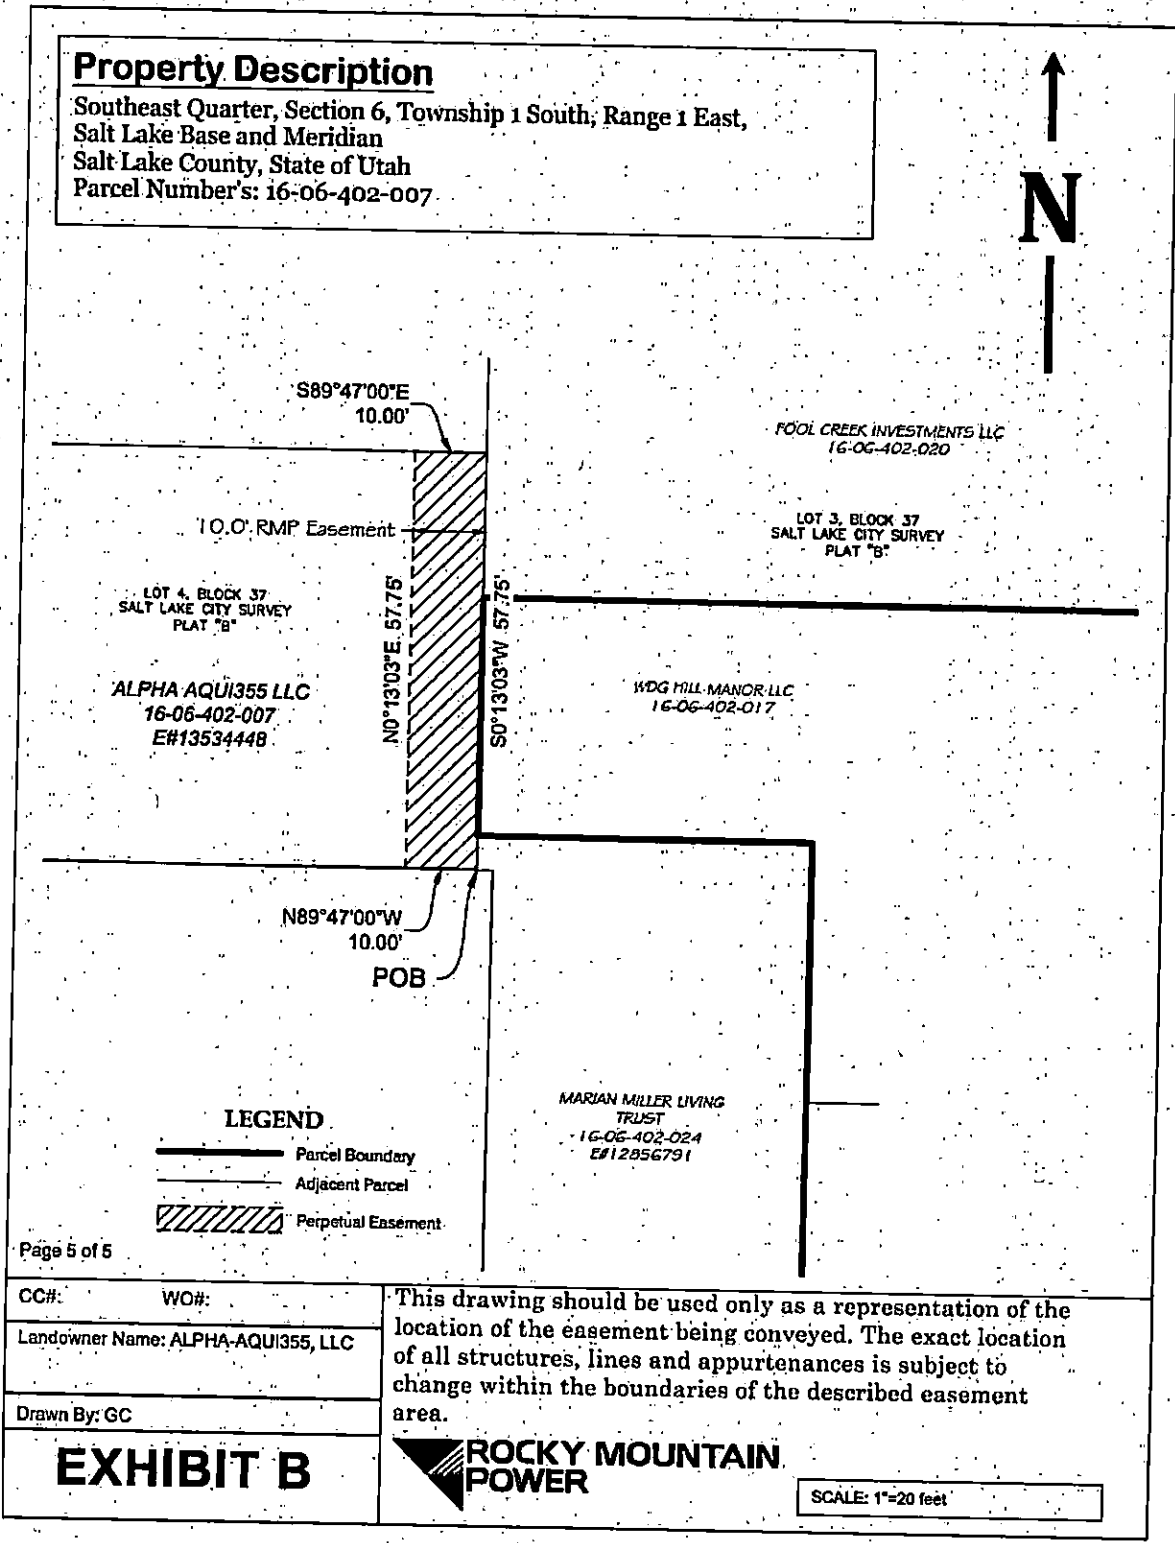 Property Description
Southeast Quarter, Section 6, Township 1 South, Range 1 East,
Salt Lake Base and Meridian
Salt Lake County, State of Utah
Parcel Number's: 16-06-402-007
N
S89°47'00"E
10.00'
FOOL CREEK INVESTMENTS LLC
16-06-402-020
10.0' RMP Easement
LOT 3, BLOCK 37
SALT LAKE CITY SURVEY
PLAT "B"
LOT 4, BLOCK 37
SALT LAKE CITY SURVEY
PLAT "B"
N0°13'03"E 57.75'
S0°13'03"W 57.75'
ALPHA AQUI355 LLC
16-06-402-007
E#13534448
WDG HILL MANOR LLC
16-06-402-017
N89°47'00"W
10.00'
POB
MARIAN MILLER LIVING
TRUST
16-06-402-024
E#12856791
LEGEND
Parcel Boundary
Adjacent Parcel
Perpetual Easement
Page 5 of 5
CC#: WO#:
Landowner Name: ALPHA-AQUI355, LLC
Drawn By: GC
EXHIBIT B
This drawing should be used only as a representation of the
location of the easement being conveyed. The exact location
of all structures, lines and appurtenances is subject to
change within the boundaries of the described easement
area.
ROCKY MOUNTAIN
POWER
SCALE: 1"=20 feet